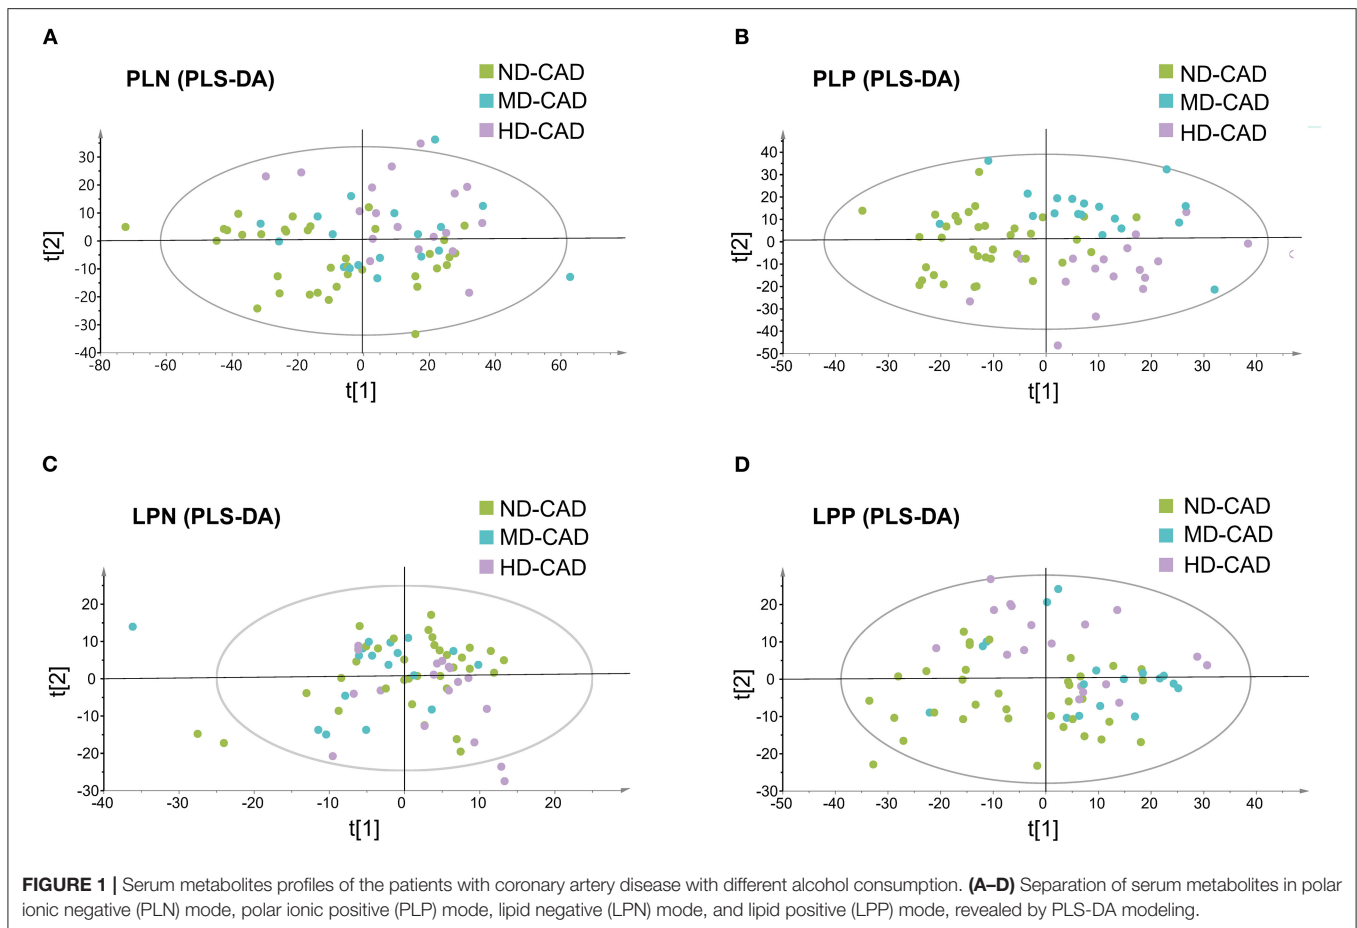 A
PLN (PLS-DA)
ND-CAD
MD-CAD
HD-CAD
30
20
10
0
-10
-20
-30
-40
t[2]
-80 -60 -40 -20 0 20 40 60
t[1]
B
PLP (PLS-DA)
ND-CAD
MD-CAD
HD-CAD
40
30
20
10
0
-10
-20
-30
-40
-50
t[2]
-50 -40 -30 -20 -10 0 10 20 30 40
t[1]
C
LPN (PLS-DA)
ND-CAD
MD-CAD
HD-CAD
20
10
0
-10
-20
-30
t[2]
-40 -30 -20 -10 0 10 20
t[1]
D
LPP (PLS-DA)
ND-CAD
MD-CAD
HD-CAD
20
10
0
-10
-20
-30
t[2]
-50 -40 -30 -20 -10 0 10 20 30 40
t[1]
FIGURE 1 | Serum metabolites profiles of the patients with coronary artery disease with different alcohol consumption. (A–D) Separation of serum metabolites in polar
ionic negative (PLN) mode, polar ionic positive (PLP) mode, lipid negative (LPN) mode, and lipid positive (LPP) mode, revealed by PLS-DA modeling.